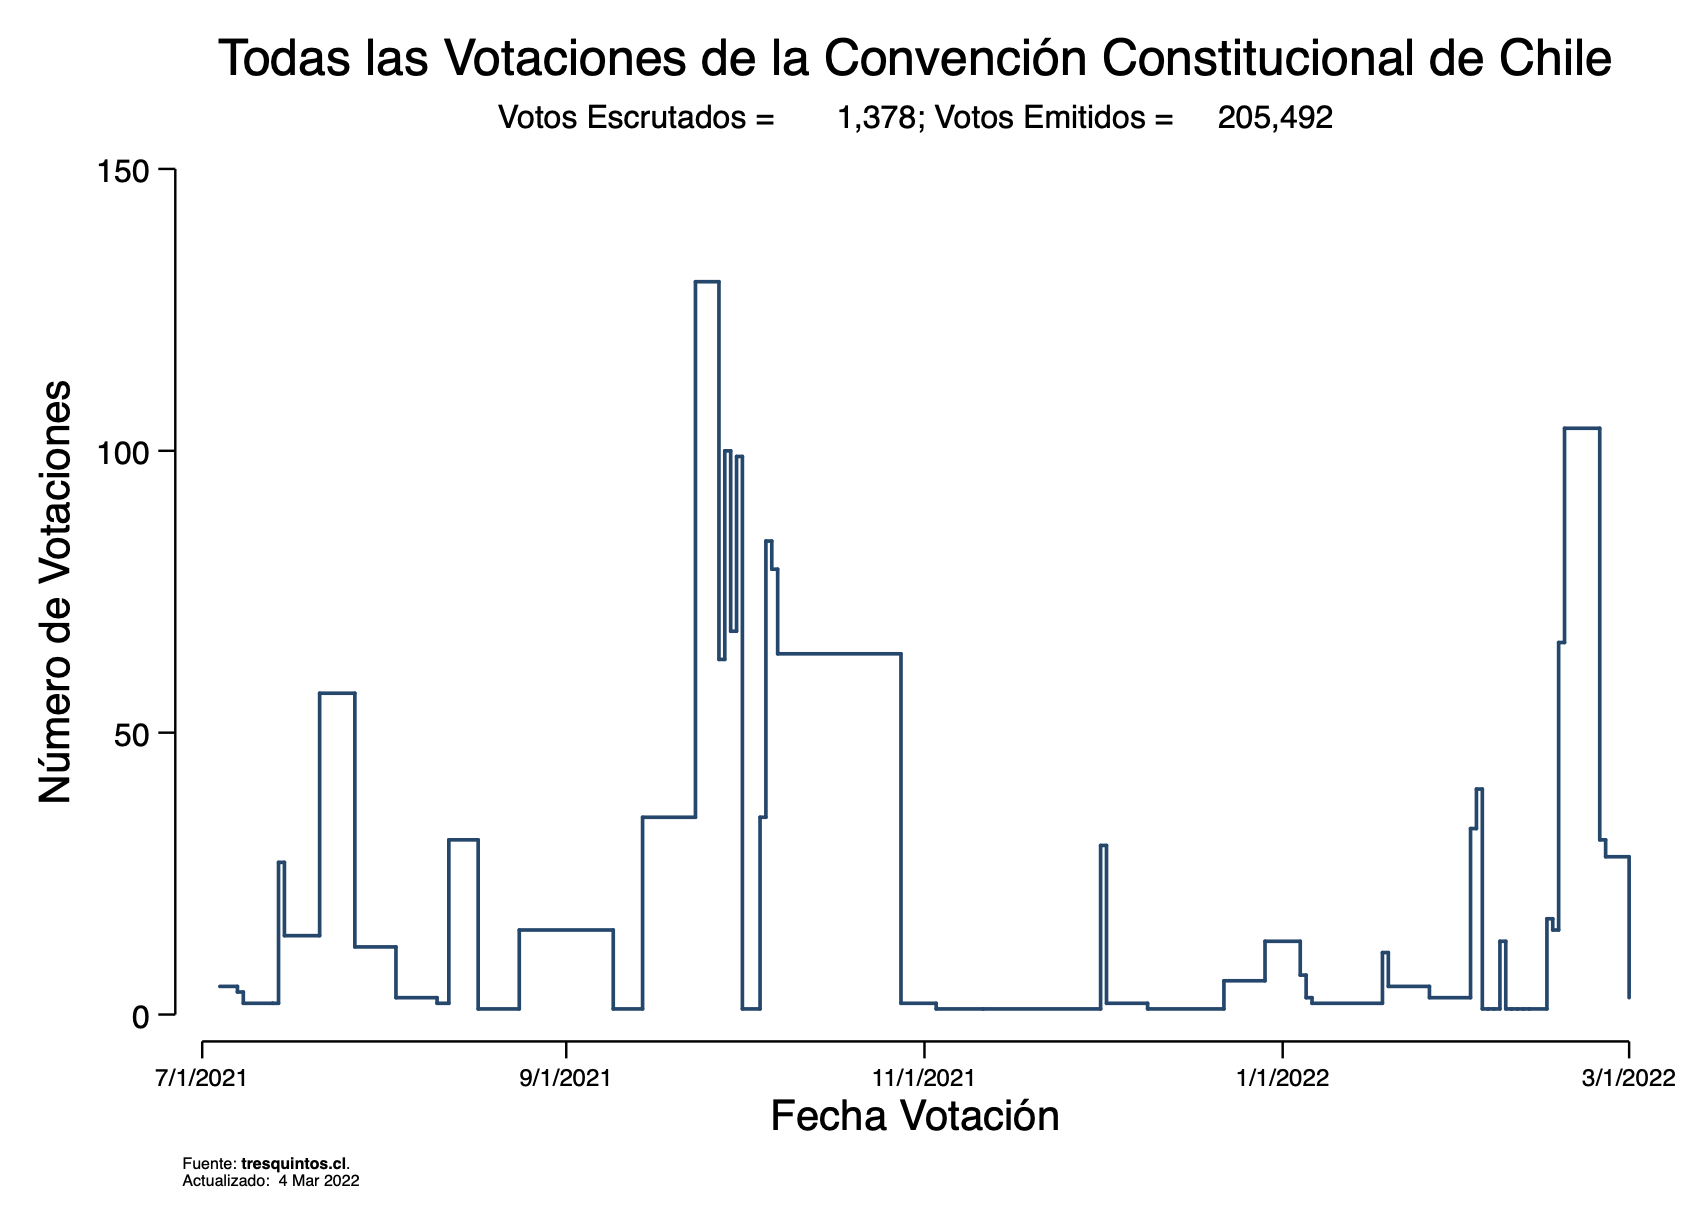 Todas las Votaciones de la Convención Constitucional de Chile
Votos Escrutados = 1,378; Votos Emitidos = 205,492
Número de Votaciones
150
100
50
0
7/1/2021 9/1/2021 11/1/2021 1/1/2022 3/1/2022
Fecha Votación
Fuente: tresquintos.cl.
Actualizado: 4 Mar 2022